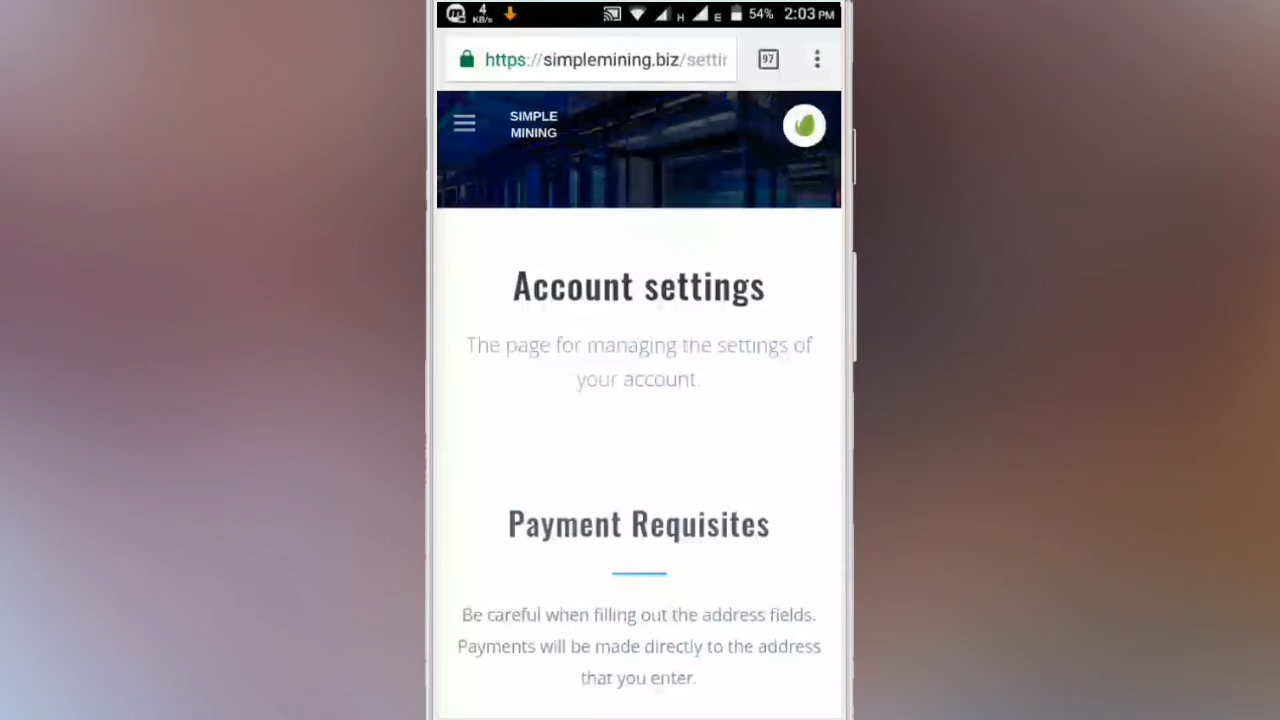 4 KB/s H E 54% 2:03 PM
https://simplemining.biz/settin 97
SIMPLE
MINING
Account settings
The page for managing the settings of
your account.
Payment Requisites
Be careful when filling out the address fields.
Payments will be made directly to the address
that you enter.